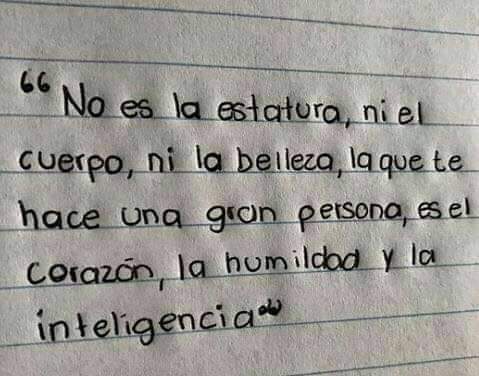 “No es la estatura, ni el
cuerpo, ni la belleza, la que te
hace una gran persona, es el
corazón, la humildad y la
inteligencia”